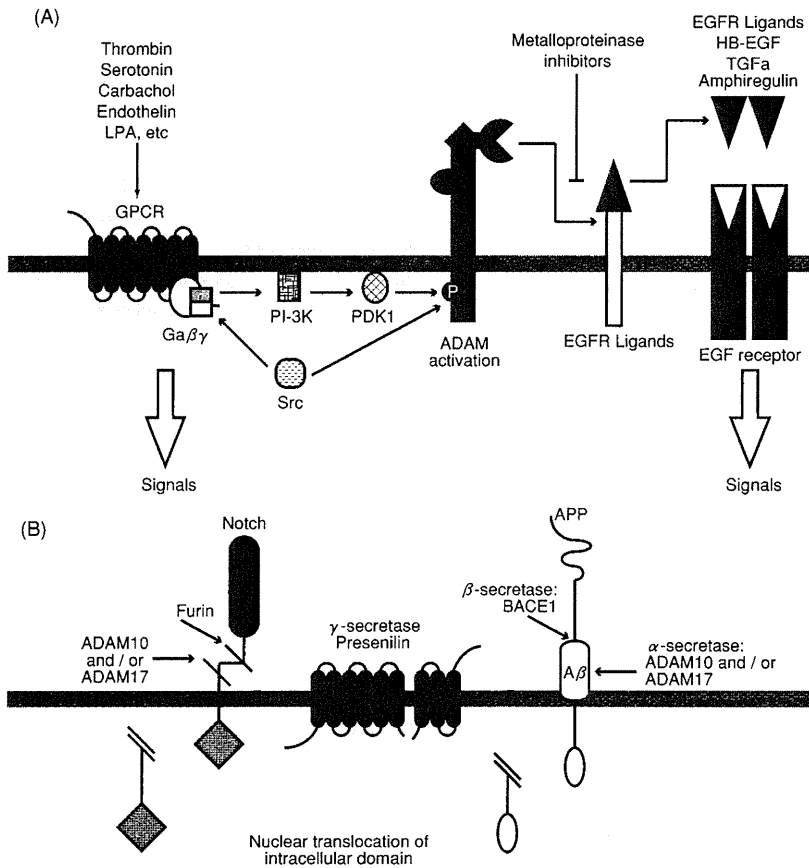 (A)
Thrombin
Serotonin
Carbachol
Endothelin
LPA, etc
GPCR
Gaβγ
PI-3K
PDK1
Src
P
ADAM
activation
Metalloproteinase
inhibitors
EGFR Ligands
EGFR Ligands
HB-EGF
TGFa
Amphiregulin
EGF receptor
Signals
Signals
(B)
Notch
Furin
ADAM10
and / or
ADAM17
γ-secretase
Presenilin
APP
β-secretase:
BACE1
Aβ
α-secretase:
ADAM10 and / or
ADAM17
Nuclear translocation of
intracellular domain